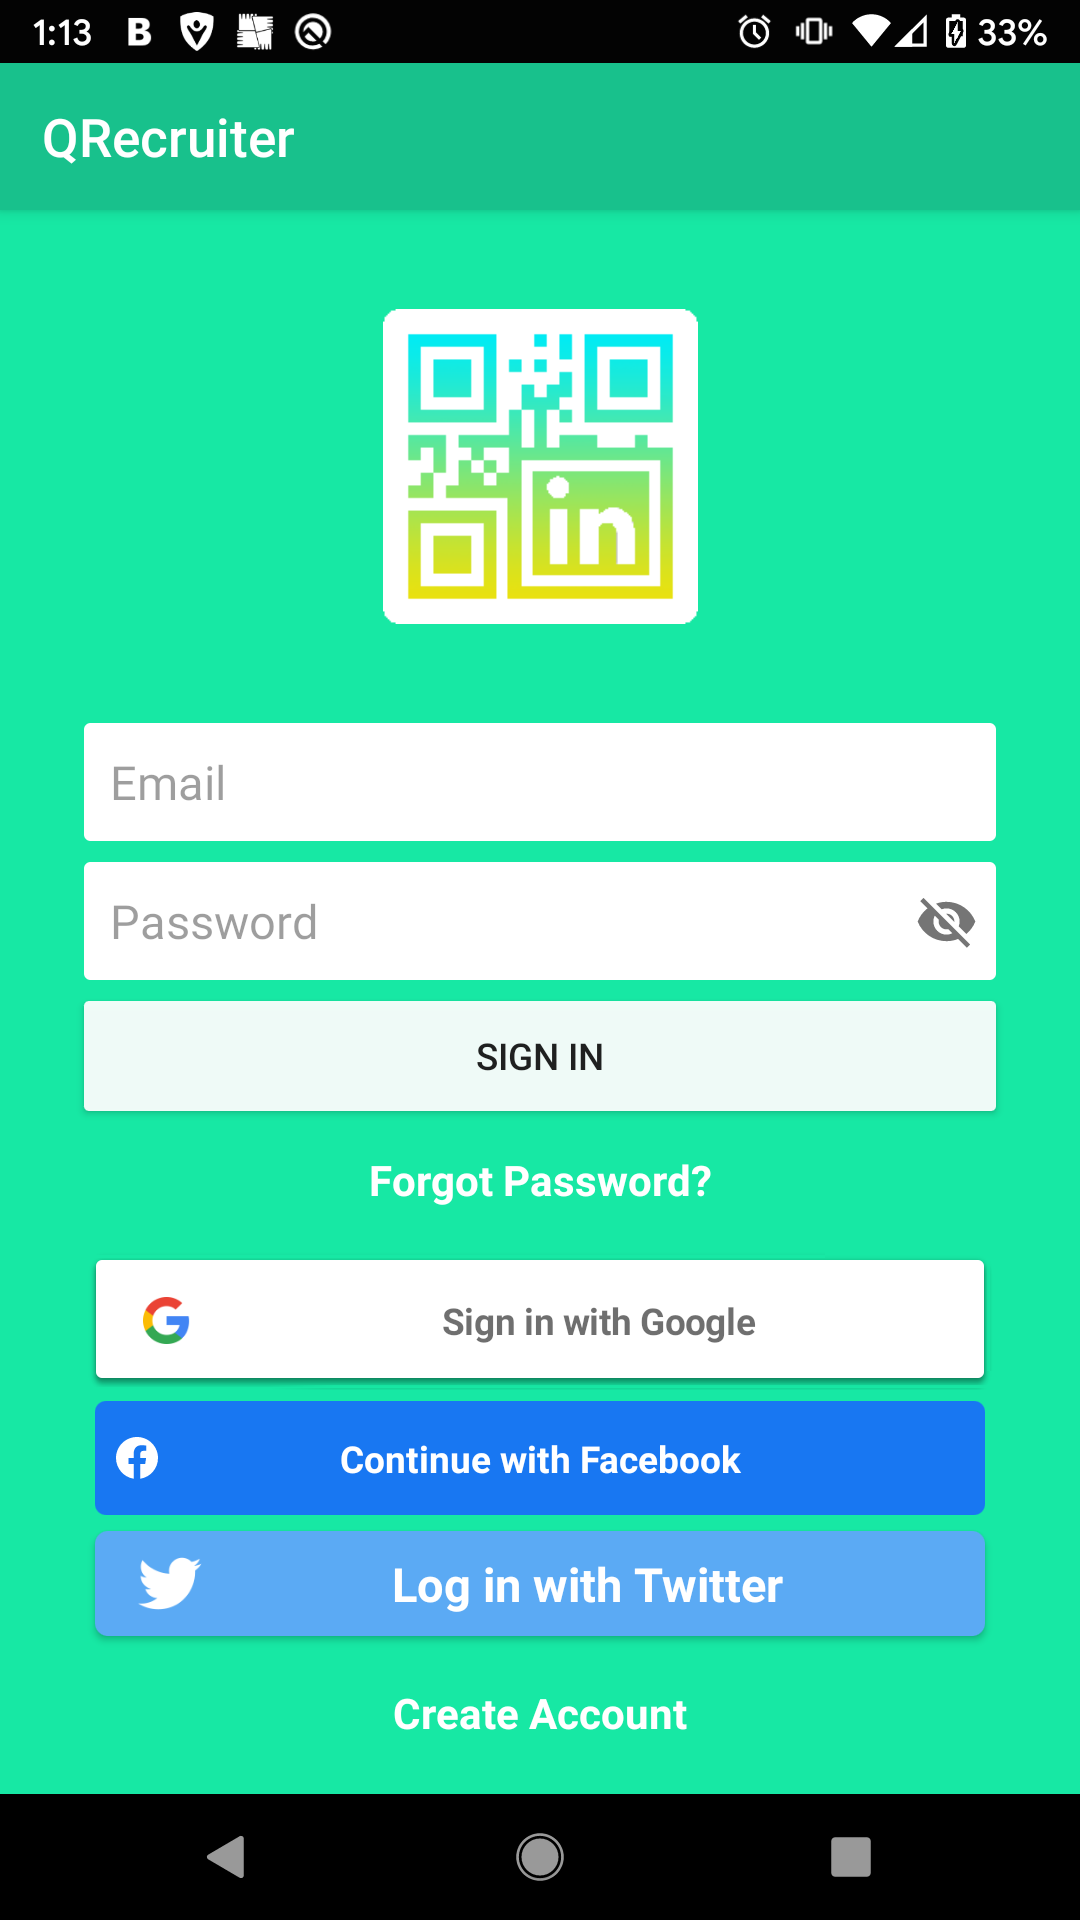 1:13 B 33%
QRecruiter
in
Email
Password
SIGN IN
Forgot Password?
Sign in with Google
Continue with Facebook
Log in with Twitter
Create Account